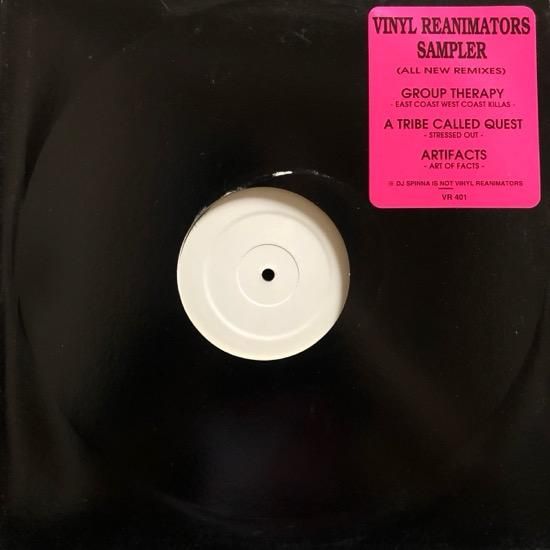 VINYL REANIMATORS
SAMPLER
(ALL NEW REMIXES)
GROUP THERAPY
- EAST COAST WEST COAST KILLAS -
A TRIBE CALLED QUEST
- STRESSED OUT -
ARTIFACTS
- ART OF FACTS -
※ DJ SPINNA IS NOT VINYL REANIMATORS
VR 401